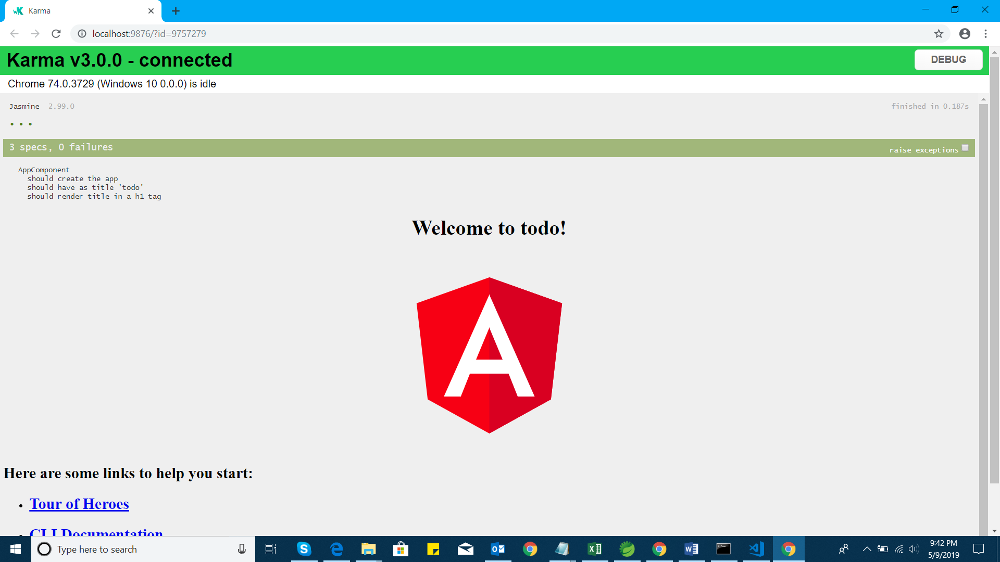 Karma
localhost:9876/?id=9757279
Karma v3.0.0 - connected
DEBUG
Chrome 74.0.3729 (Windows 10 0.0.0) is idle
Jasmine 2.99.0
finished in 0.187s
• • •
3 specs, 0 failures
raise exceptions
AppComponent
should create the app
should have as title 'todo'
should render title in a h1 tag
Welcome to todo!
A
Here are some links to help you start:
• Tour of Heroes
• CLI Documentation
Type here to search
9:42 PM
5/9/2019